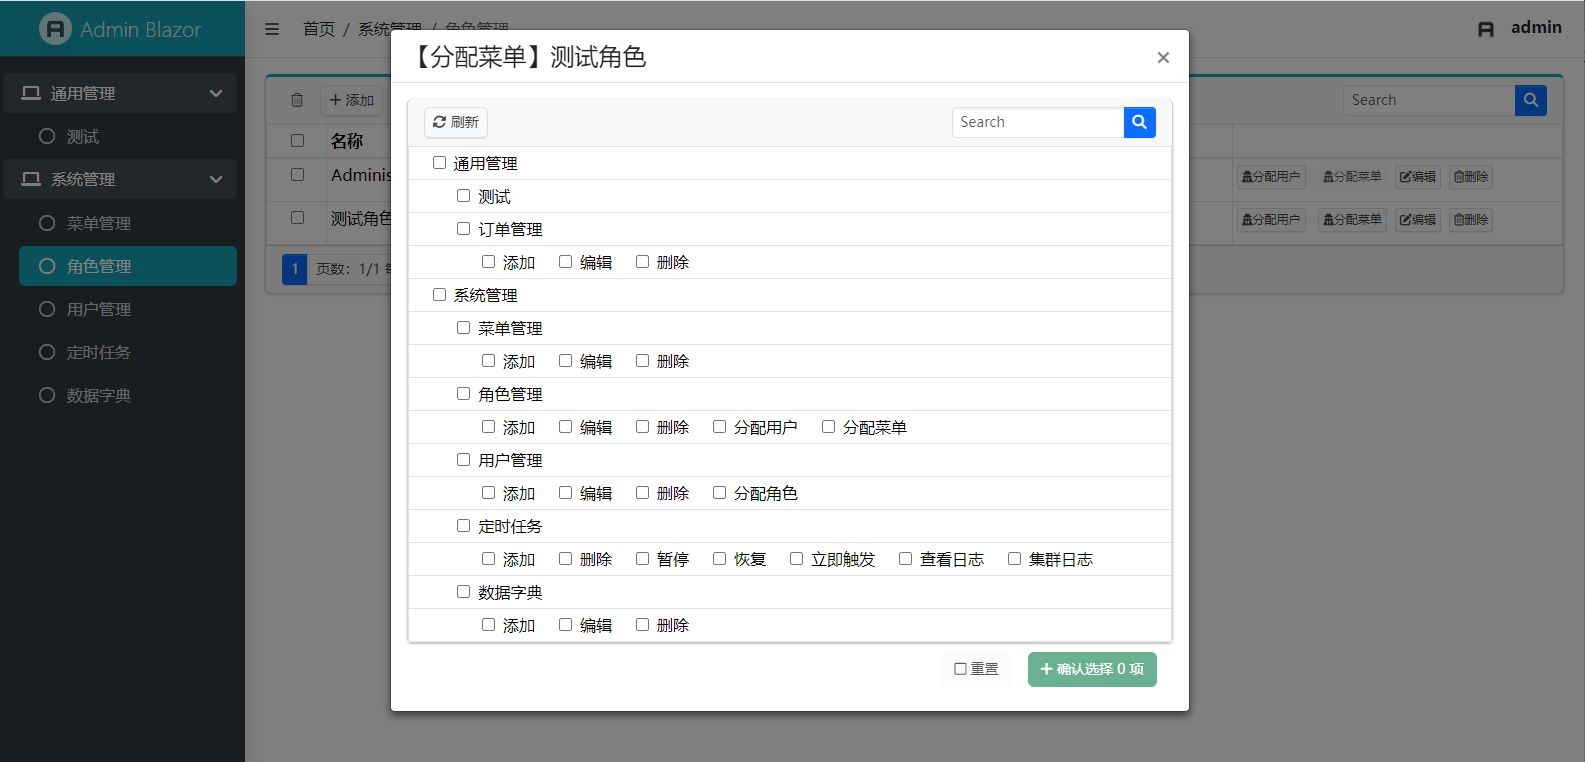 Admin Blazor
首页 / 系统管理 / 角色管理
admin
通用管理
测试
系统管理
菜单管理
角色管理
用户管理
定时任务
数据字典
添加
Search
名称
Adminis
分配用户 分配菜单 编辑 删除
测试角色
分配用户 分配菜单 编辑 删除
1 页数：1/1
【分配菜单】测试角色 ×
刷新 Search
通用管理
测试
订单管理
添加 编辑 删除
系统管理
菜单管理
添加 编辑 删除
角色管理
添加 编辑 删除 分配用户 分配菜单
用户管理
添加 编辑 删除 分配角色
定时任务
添加 删除 暂停 恢复 立即触发 查看日志 集群日志
数据字典
添加 编辑 删除
重置 确认选择 0 项